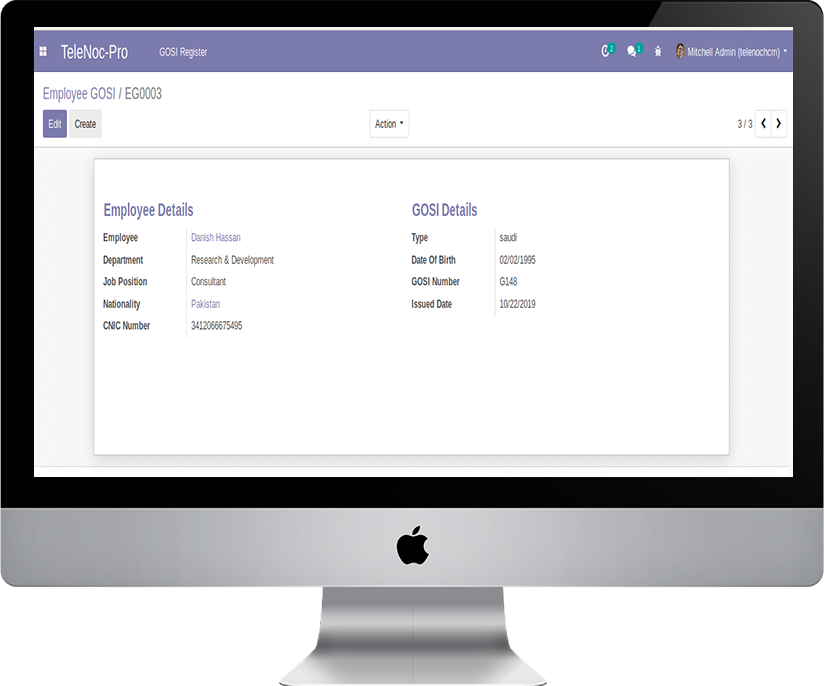 TeleNoc-Pro GOSI Register 2 1 Mitchell Admin (telenochcm)
Employee GOSI / EG0003
Edit Create Action 3 / 3
Employee Details
Employee Danish Hassan
Department Research & Development
Job Position Consultant
Nationality Pakistan
CNIC Number 3412066675495
GOSI Details
Type saudi
Date Of Birth 02/02/1995
GOSI Number G148
Issued Date 10/22/2019